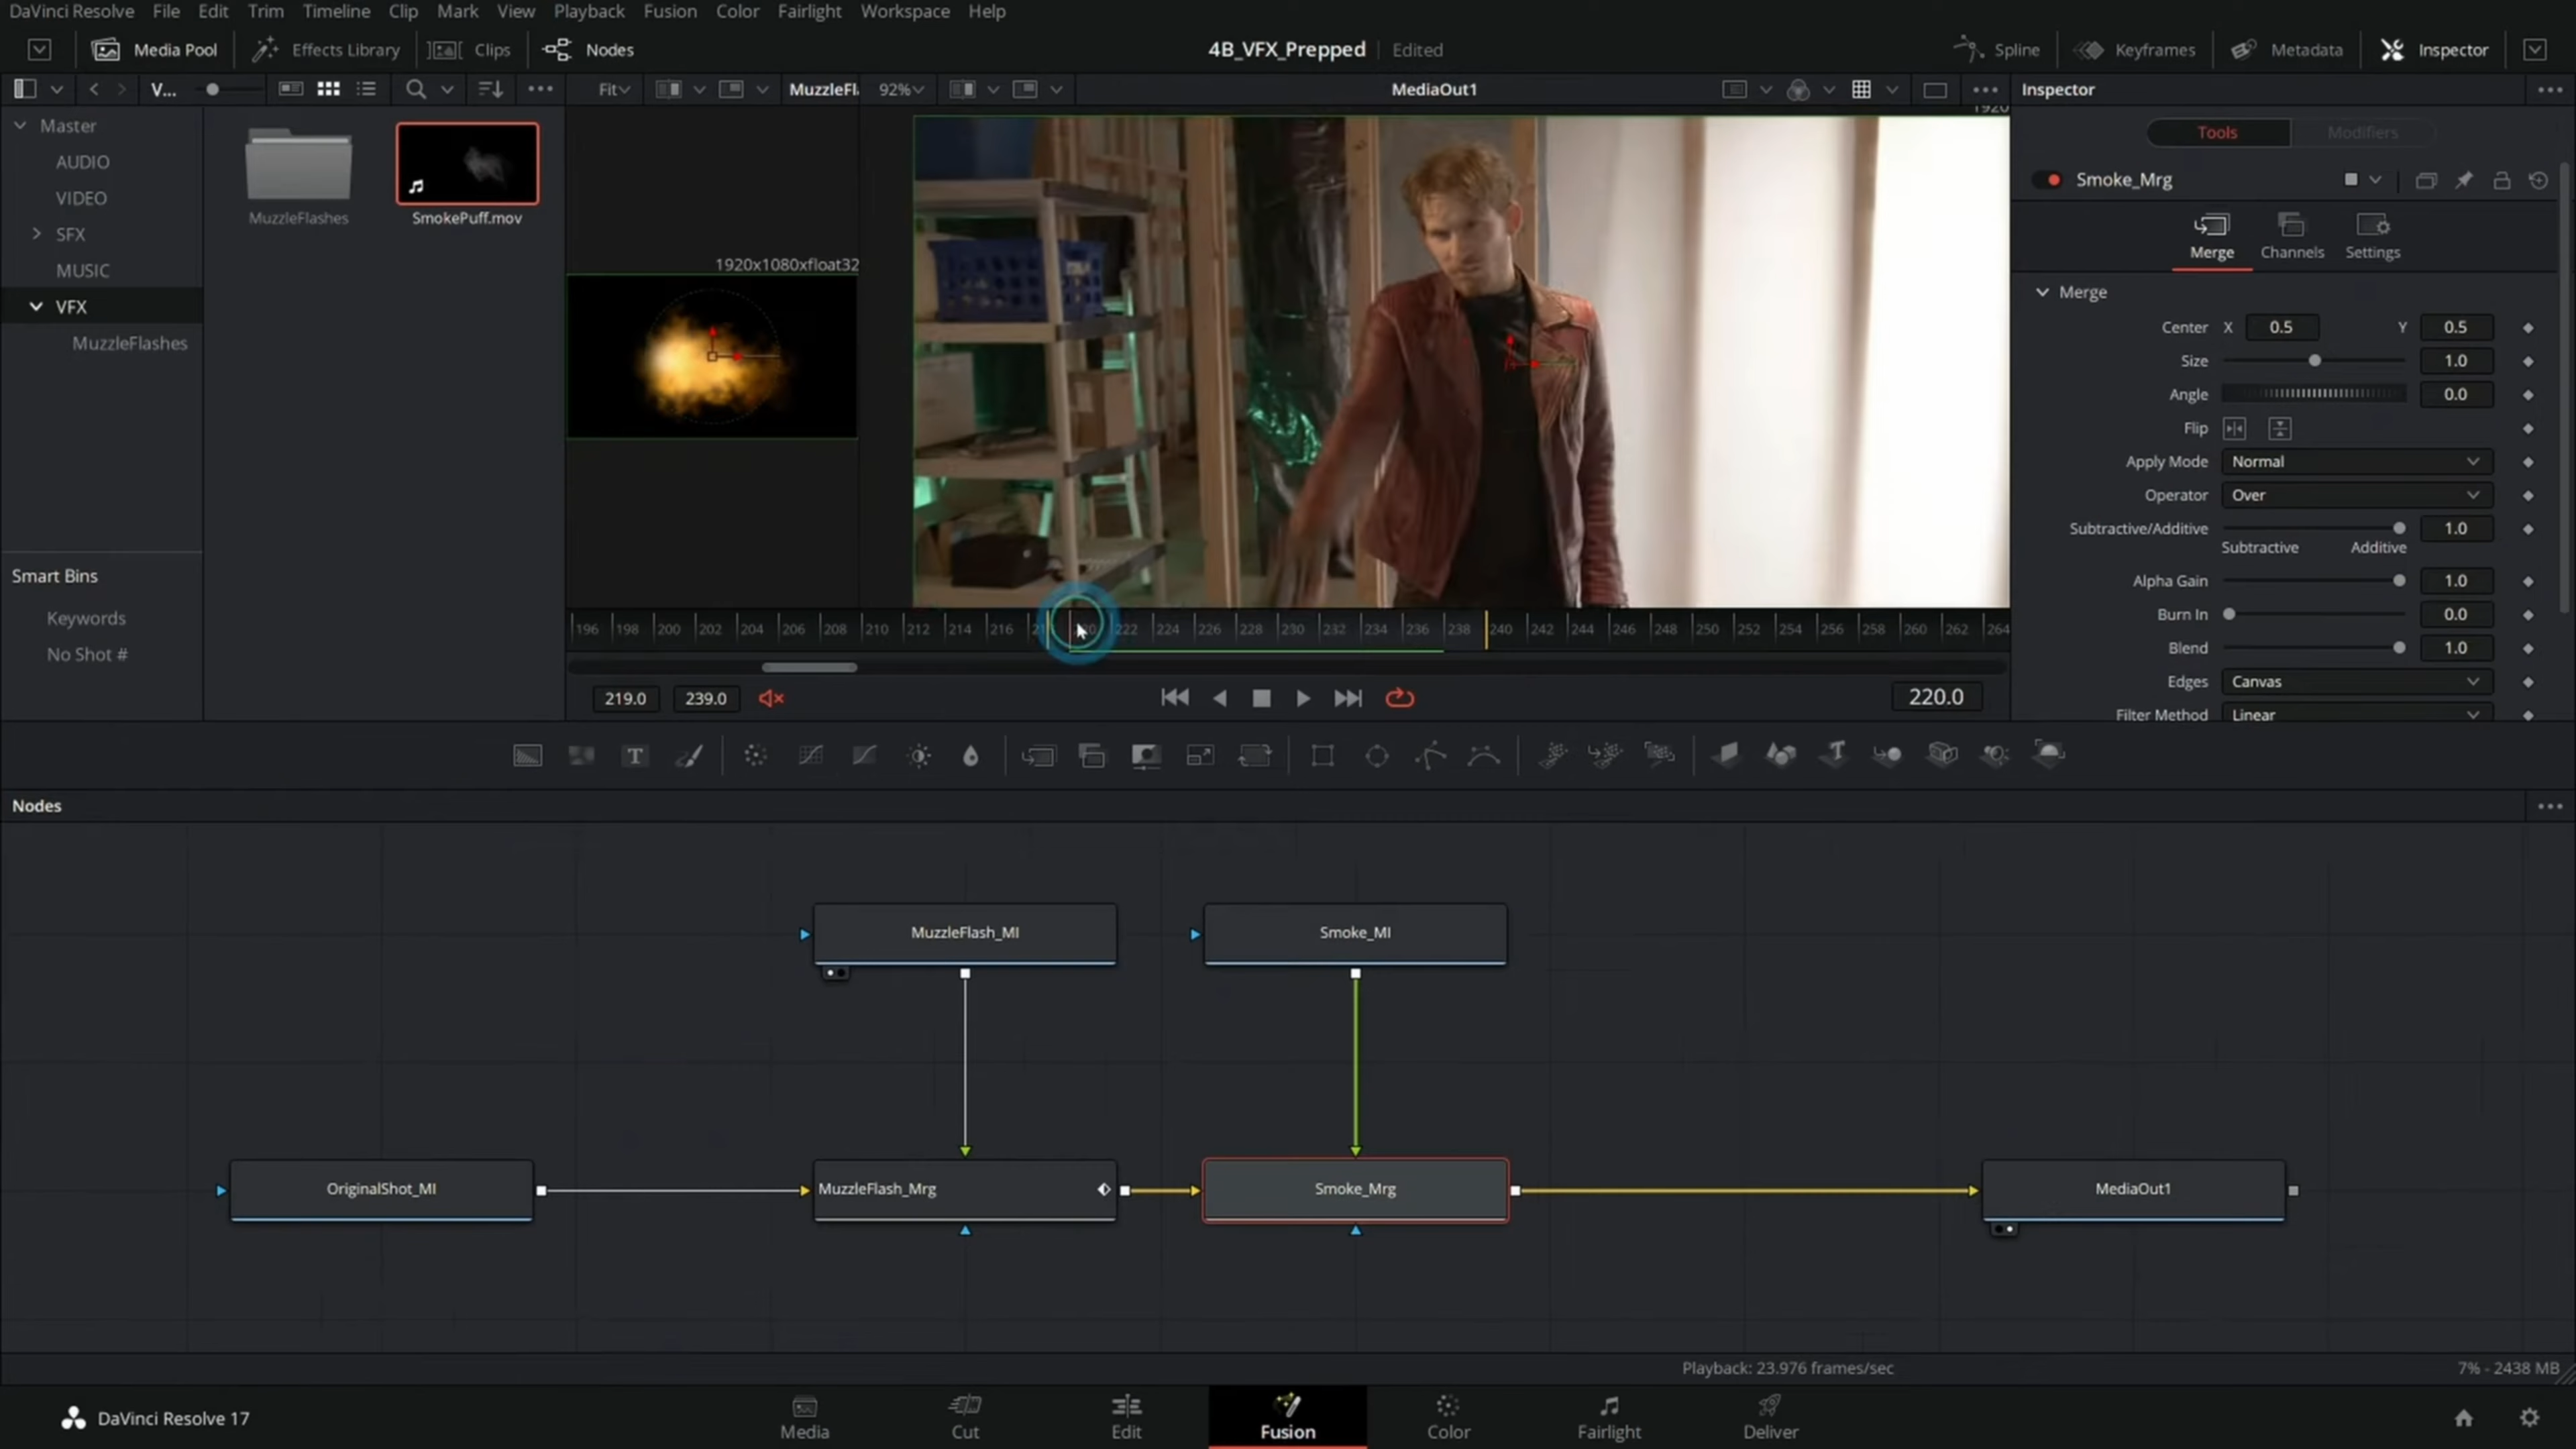 DaVinci Resolve File Edit Trim Timeline Clip Mark View Playback Fusion Color Fairlight Workspace Help
Media Pool Effects Library Clips Nodes 4B_VFX_Prepped Edited Spline Keyframes Metadata Inspector
V... Fit MuzzleFl 92% MediaOut1 Inspector
1920
Master
AUDIO
VIDEO
SFX
MUSIC
VFX
MuzzleFlashes
Smart Bins
Keywords
No Shot #
MuzzleFlashes SmokePuff.mov
1920x1080xfloat32
196 198 200 202 204 206 208 210 212 214 216 222 224 226 228 230 232 234 236 238 240 242 244 246 248 250 252 254 256 258 260 262 264
219.0 239.0 220.0
Tools Modifiers
Smoke_Mrg
Merge Channels Settings
Merge
Center X 0.5 Y 0.5
Size 1.0
Angle 0.0
Flip
Apply Mode Normal
Operator Over
Subtractive/Additive 1.0
Subtractive Additive
Alpha Gain 1.0
Burn In 0.0
Blend 1.0
Edges Canvas
Filter Method Linear
T T
Nodes
MuzzleFlash_MI Smoke_MI
OriginalShot_MI MuzzleFlash_Mrg Smoke_Mrg MediaOut1
Playback: 23.976 frames/sec 7% - 2438 MB
DaVinci Resolve 17 Media Cut Edit Fusion Color Fairlight Deliver